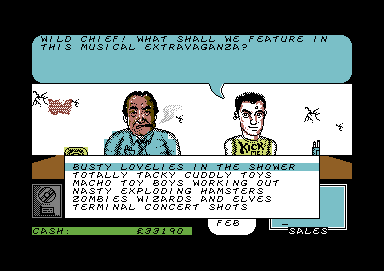 WILD CHIEF! WHAT SHALL WE FEATURE IN
THIS MUSICAL EXTRAVAGANZA?
KICK
BUSTY LOVELIES IN THE SHOWER
TOTALLY TACKY CUDDLY TOYS
MACHO TOY BOYS WORKING OUT
NASTY EXPLODING HAMSTERS
ZOMBIES WIZARDS AND ELVES
TERMINAL CONCERT SHOTS
FEB
CASH: £33190
SALES